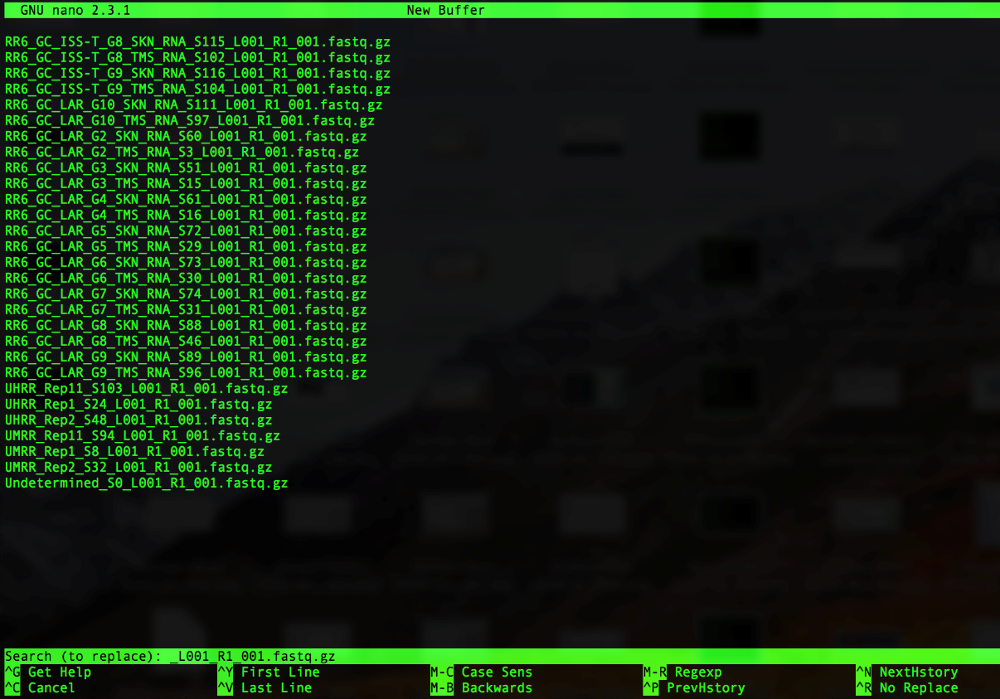 GNU nano 2.3.1 New Buffer
RR6_GC_ISS-T_G8_SKN_RNA_S115_L001_R1_001.fastq.gz
RR6_GC_ISS-T_G8_TMS_RNA_S102_L001_R1_001.fastq.gz
RR6_GC_ISS-T_G9_SKN_RNA_S116_L001_R1_001.fastq.gz
RR6_GC_ISS-T_G9_TMS_RNA_S104_L001_R1_001.fastq.gz
RR6_GC_LAR_G10_SKN_RNA_S111_L001_R1_001.fastq.gz
RR6_GC_LAR_G10_TMS_RNA_S97_L001_R1_001.fastq.gz
RR6_GC_LAR_G2_SKN_RNA_S60_L001_R1_001.fastq.gz
RR6_GC_LAR_G2_TMS_RNA_S3_L001_R1_001.fastq.gz
RR6_GC_LAR_G3_SKN_RNA_S51_L001_R1_001.fastq.gz
RR6_GC_LAR_G3_TMS_RNA_S15_L001_R1_001.fastq.gz
RR6_GC_LAR_G4_SKN_RNA_S61_L001_R1_001.fastq.gz
RR6_GC_LAR_G4_TMS_RNA_S16_L001_R1_001.fastq.gz
RR6_GC_LAR_G5_SKN_RNA_S72_L001_R1_001.fastq.gz
RR6_GC_LAR_G5_TMS_RNA_S29_L001_R1_001.fastq.gz
RR6_GC_LAR_G6_SKN_RNA_S73_L001_R1_001.fastq.gz
RR6_GC_LAR_G6_TMS_RNA_S30_L001_R1_001.fastq.gz
RR6_GC_LAR_G7_SKN_RNA_S74_L001_R1_001.fastq.gz
RR6_GC_LAR_G7_TMS_RNA_S31_L001_R1_001.fastq.gz
RR6_GC_LAR_G8_SKN_RNA_S88_L001_R1_001.fastq.gz
RR6_GC_LAR_G8_TMS_RNA_S46_L001_R1_001.fastq.gz
RR6_GC_LAR_G9_SKN_RNA_S89_L001_R1_001.fastq.gz
RR6_GC_LAR_G9_TMS_RNA_S96_L001_R1_001.fastq.gz
UHRR_Rep11_S103_L001_R1_001.fastq.gz
UHRR_Rep1_S24_L001_R1_001.fastq.gz
UHRR_Rep2_S48_L001_R1_001.fastq.gz
UMRR_Rep11_S94_L001_R1_001.fastq.gz
UMRR_Rep1_S8_L001_R1_001.fastq.gz
UMRR_Rep2_S32_L001_R1_001.fastq.gz
Undetermined_S0_L001_R1_001.fastq.gz
Search (to replace): _L001_R1_001.fastq.gz
^G Get Help ^Y First Line M-C Case Sens M-R Regexp ^N NextHstory
^C Cancel ^V Last Line M-B Backwards ^P PrevHstory ^R No Replace